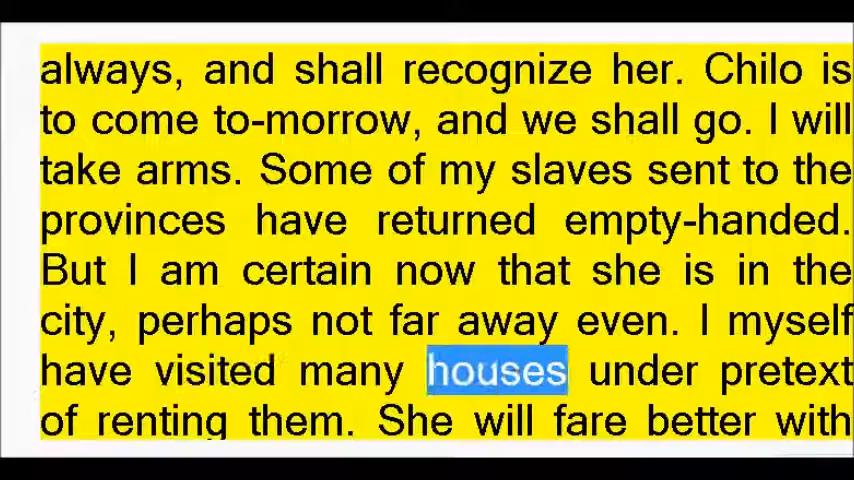 always, and shall recognize her. Chilo is
to come to-morrow, and we shall go. I will
take arms. Some of my slaves sent to the
provinces have returned empty-handed.
But I am certain now that she is in the
city, perhaps not far away even. I myself
have visited many houses under pretext
of renting them. She will fare better with